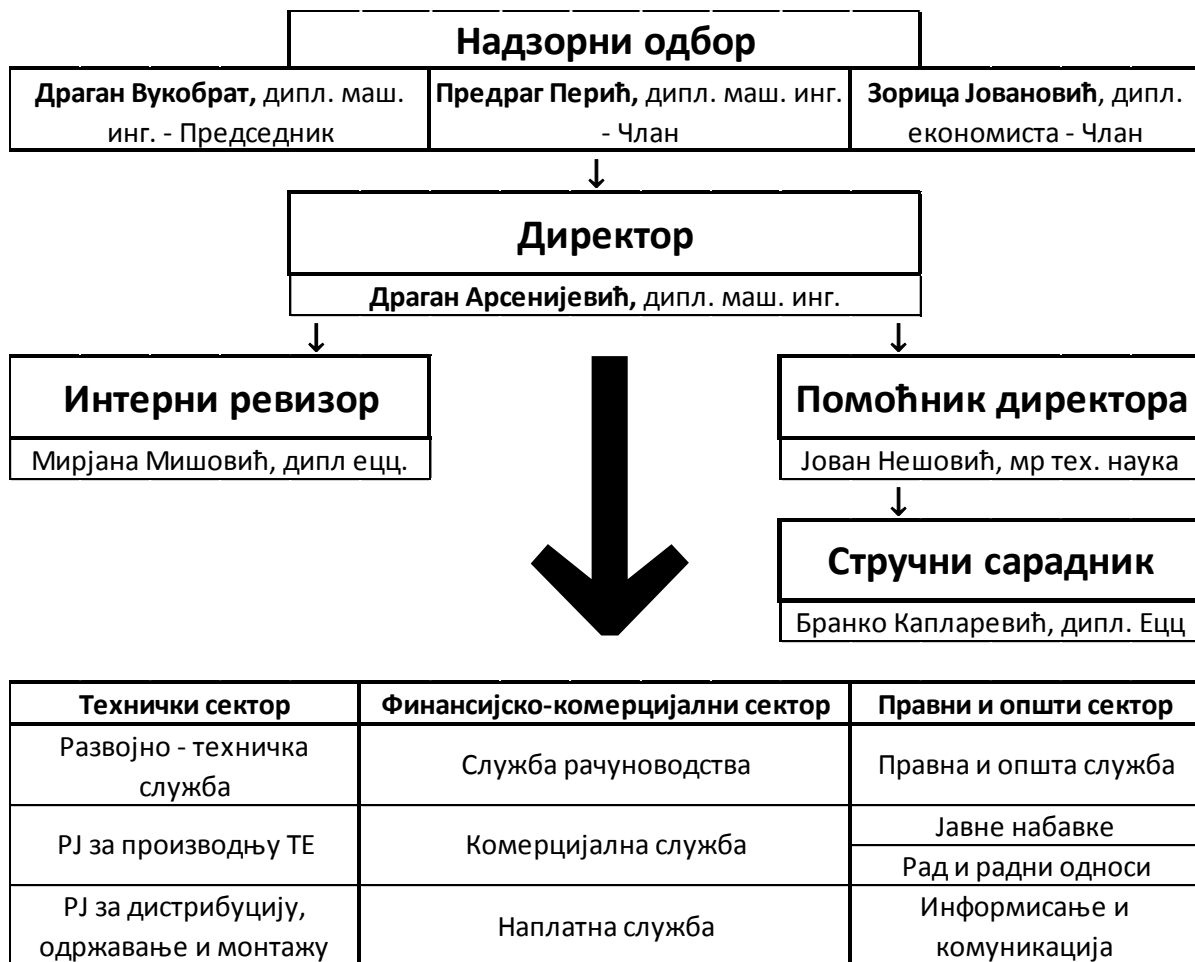 Надзорни одбор
Драган Вукобрат, дипл. маш.
инг. - Председник
Предраг Перић, дипл. маш. инг.
- Члан
Зорица Јовановић, дипл.
економиста - Члан
Директор
Драган Арсенијевић, дипл. маш. инг.
Интерни ревизор
Мирјана Мишовић, дипл ецц.
Помоћник директора
Јован Нешовић, мр тех. наука
Стручни сарадник
Бранко Капларевић, дипл. Ецц
Технички сектор
Финансијско-комерцијални сектор
Правни и општи сектор
Развојно - техничка
служба
Служба рачуноводства
Правна и општа служба
РЈ за производњу ТЕ
Комерцијална служба
Јавне набавке
Рад и радни односи
РЈ за дистрибуцију,
одржавање и монтажу
Наплатна служба
Информисање и
комуникација